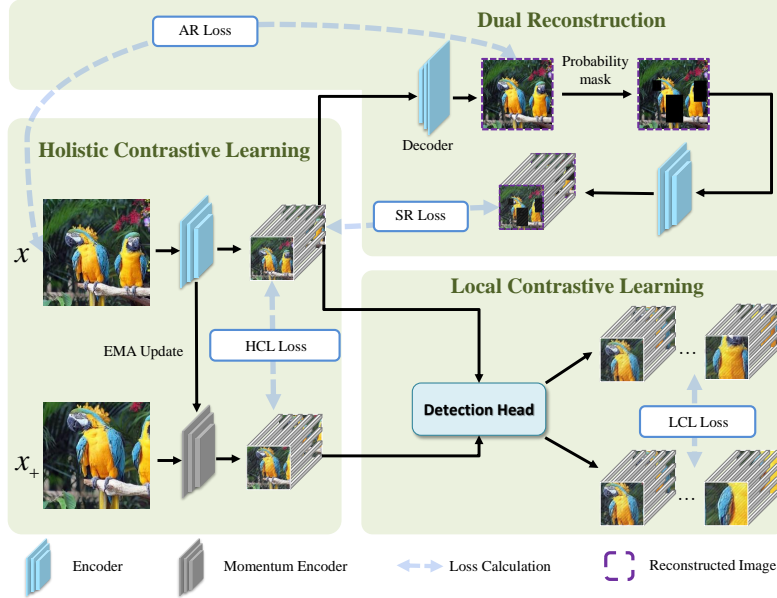 AR Loss
Dual Reconstruction
Probability
mask
Decoder
Holistic Contrastive Learning
SR Loss
x
Local Contrastive Learning
EMA Update
HCL Loss
Detection Head
...
...
LCL Loss
x+
Encoder
Momentum Encoder
Loss Calculation
Reconstructed Image